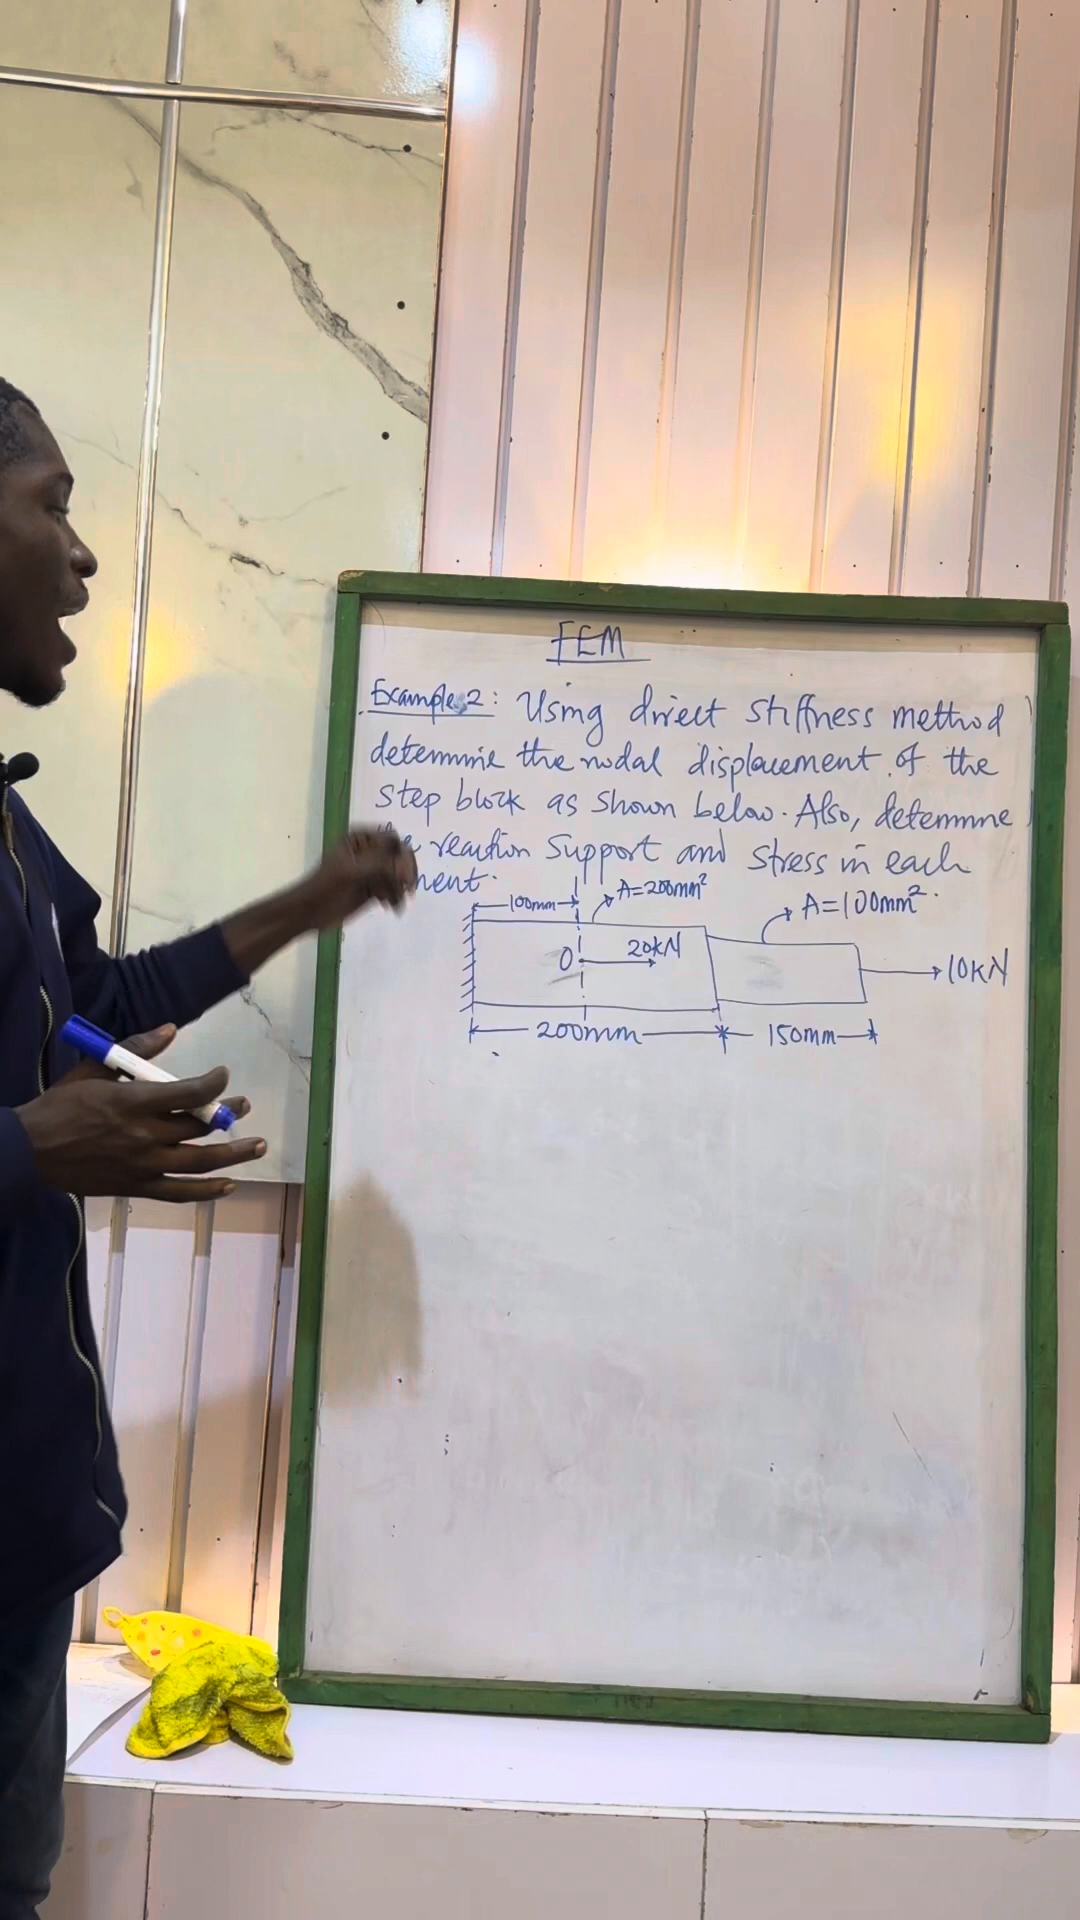 FEM
Example 2: Using direct stiffness method
determine the nodal displacement of the
step block as shown below. Also, determine
reaction support and stress in each
100mm
A=200mm²
A=100mm²
O
20kN
10kN
200mm
150mm